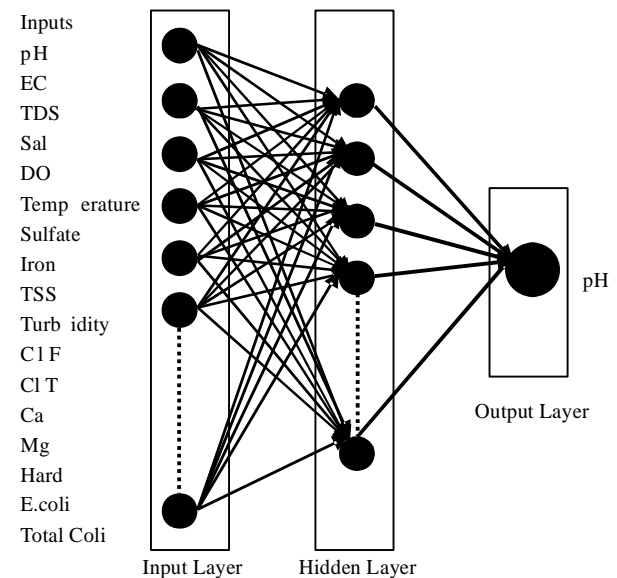 Inputs
pH
EC
TDS
Sal
DO
Temp erature
Sulfate
Iron
TSS
Turb idity
Cl F
Cl T
Ca
Mg
Hard
E.coli
Total Coli
pH
Output Layer
Input Layer
Hidden Layer